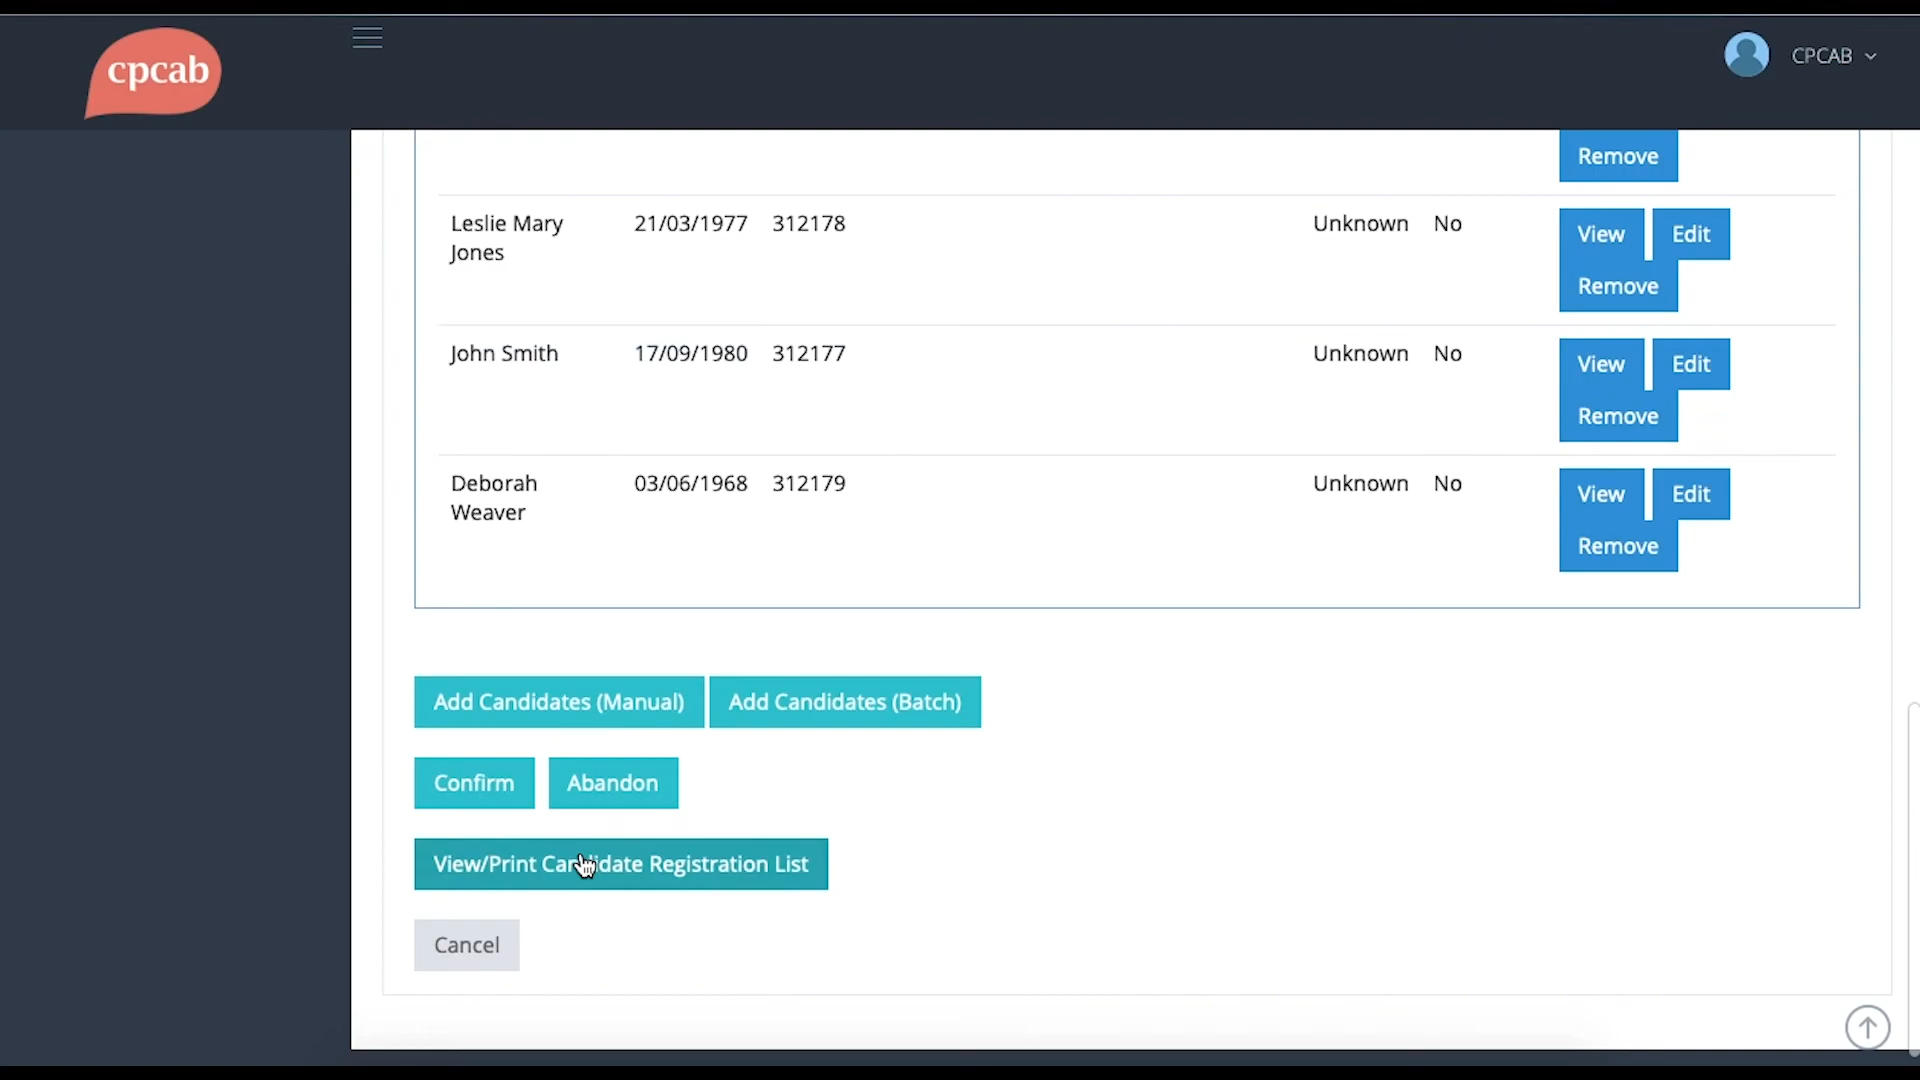 cpcab
CPCAB
Remove
Leslie Mary Jones 21/03/1977 312178 Unknown No View Edit
Remove
John Smith 17/09/1980 312177 Unknown No View Edit
Remove
Deborah Weaver 03/06/1968 312179 Unknown No View Edit
Remove
Add Candidates (Manual) Add Candidates (Batch)
Confirm Abandon
View/Print Candidate Registration List
Cancel